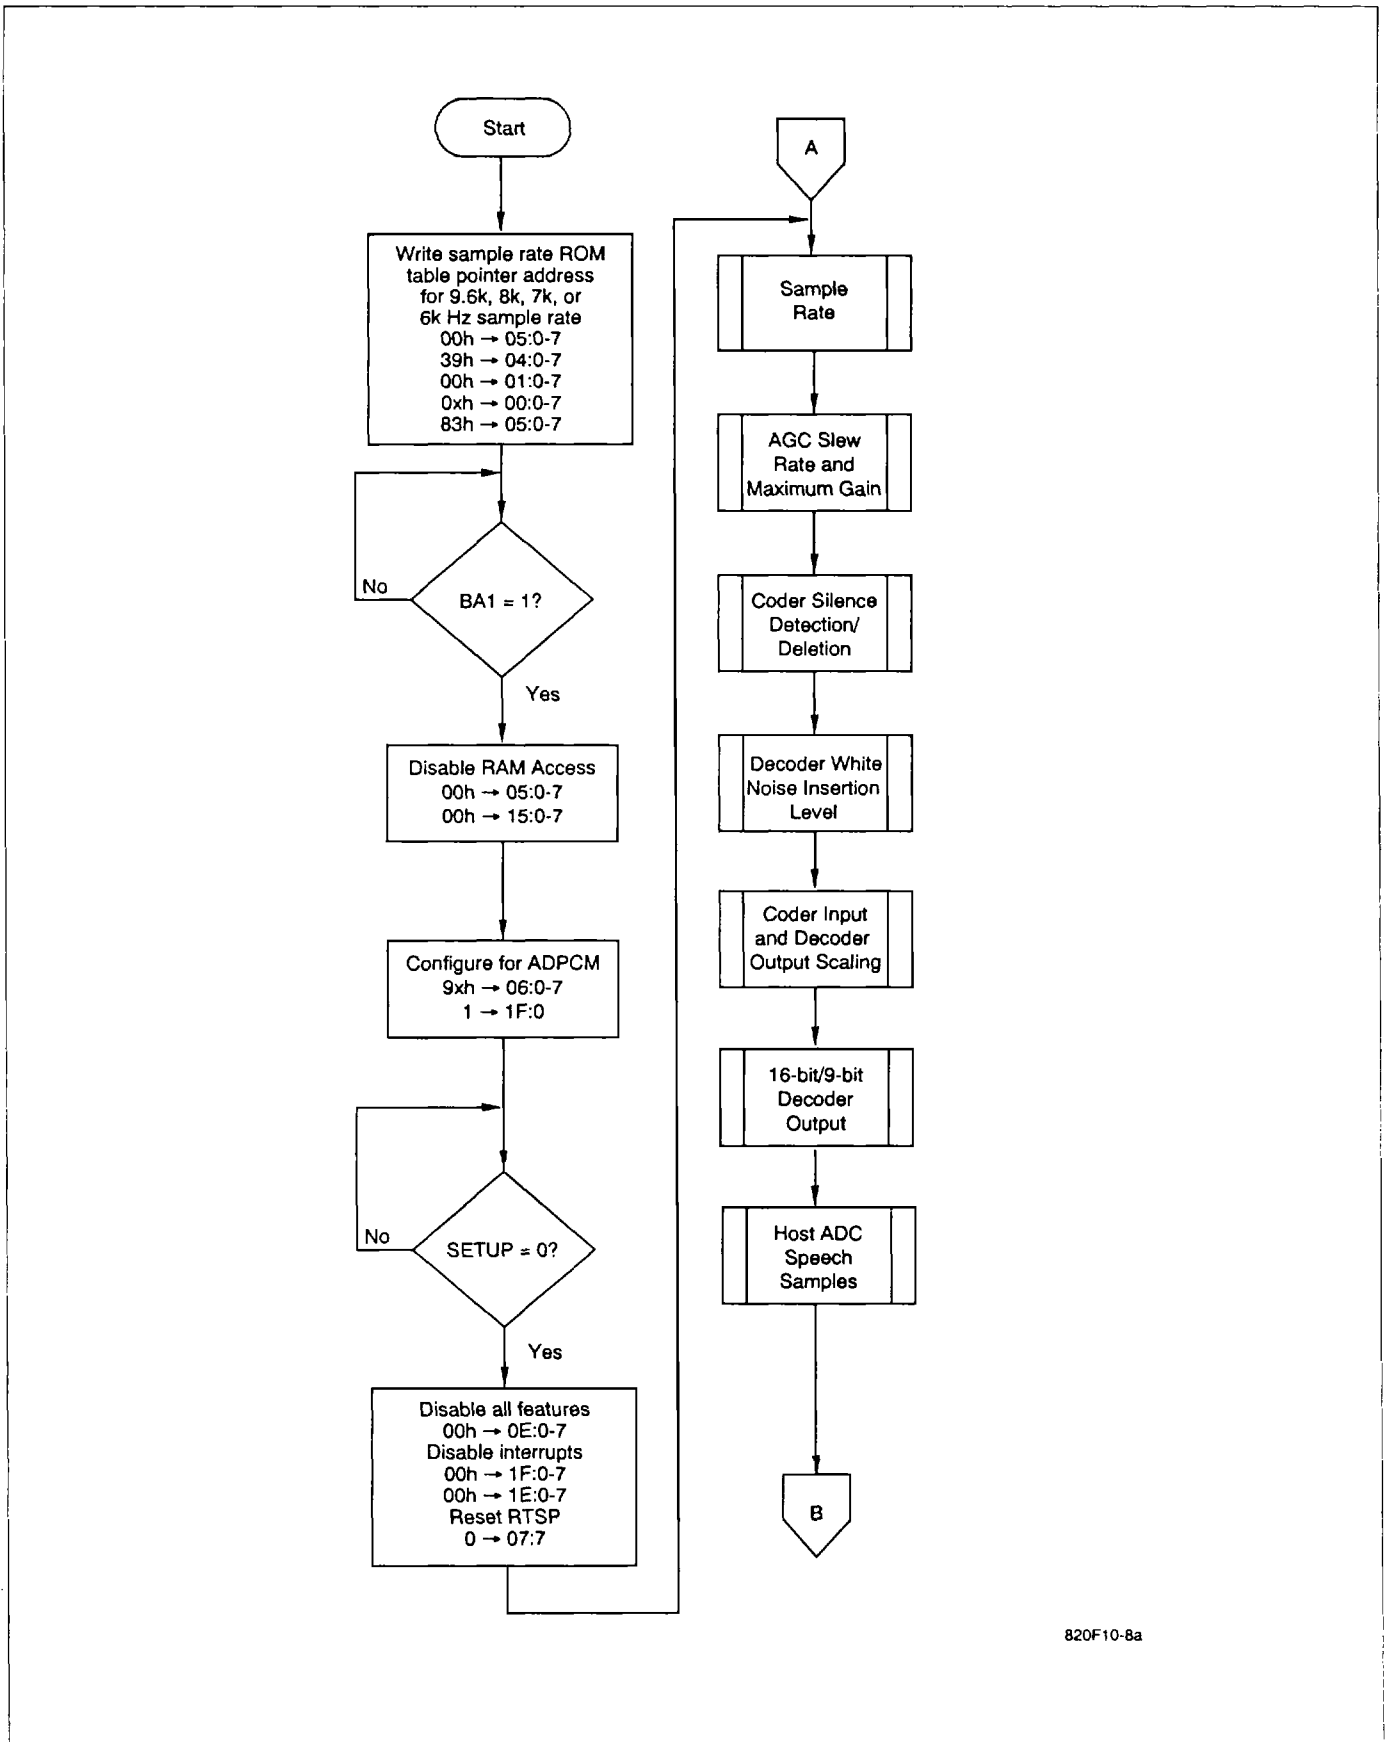 Start
Write sample rate ROM
table pointer address
for 9.6k, 8k, 7k, or
6k Hz sample rate
00h → 05:0-7
39h → 04:0-7
00h → 01:0-7
0xh → 00:0-7
83h → 05:0-7
No
BA1 = 1?
Yes
Disable RAM Access
00h → 05:0-7
00h → 15:0-7
Configure for ADPCM
9xh → 06:0-7
1 → 1F:0
No
SETUP = 0?
Yes
Disable all features
00h → 0E:0-7
Disable interrupts
00h → 1F:0-7
00h → 1E:0-7
Reset RTSP
0 → 07:7
A
Sample
Rate
AGC Slew
Rate and
Maximum Gain
Coder Silence
Detection/
Deletion
Decoder White
Noise Insertion
Level
Coder Input
and Decoder
Output Scaling
16-bit/9-bit
Decoder
Output
Host ADC
Speech
Samples
B
820F10-8a